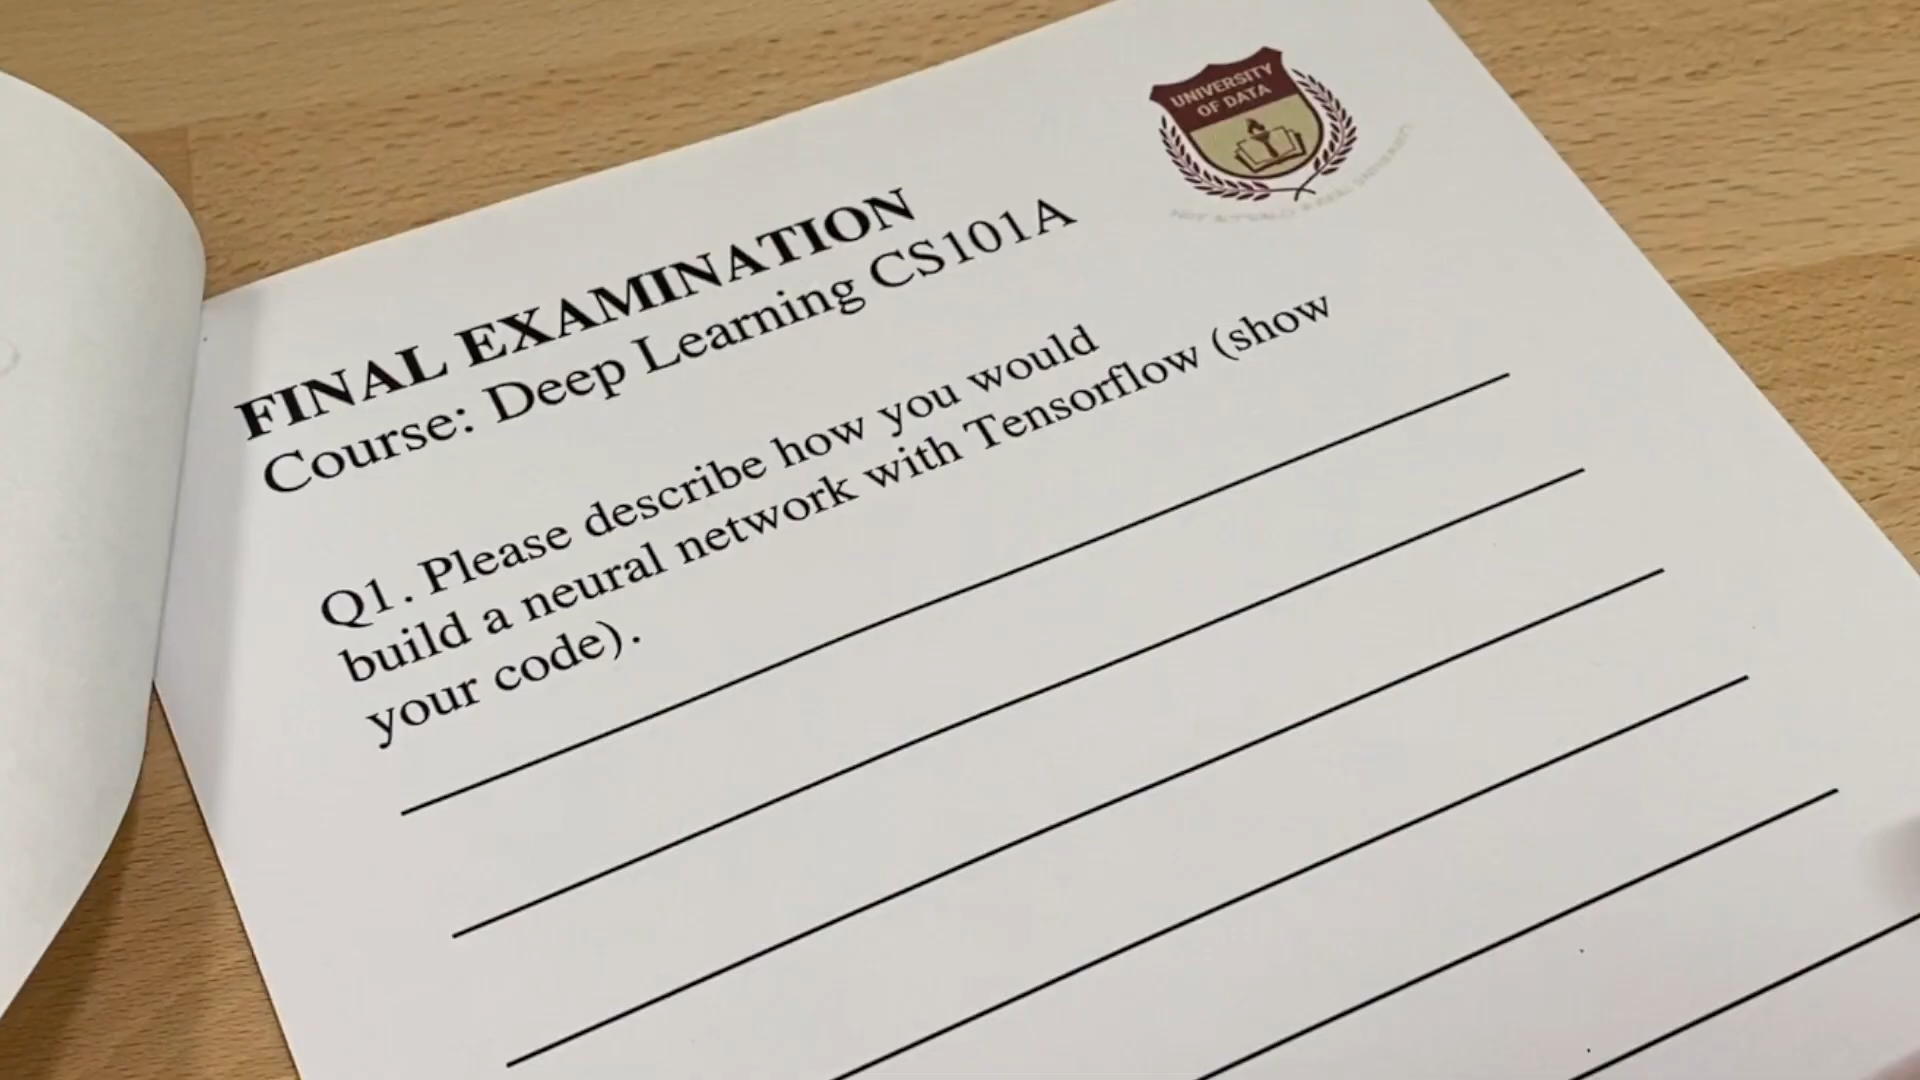 UNIVERSITY
OF DATA
FINAL EXAMINATION
Course: Deep Learning CS101A
Q1. Please describe how you would
build a neural network with Tensorflow (show
your code).